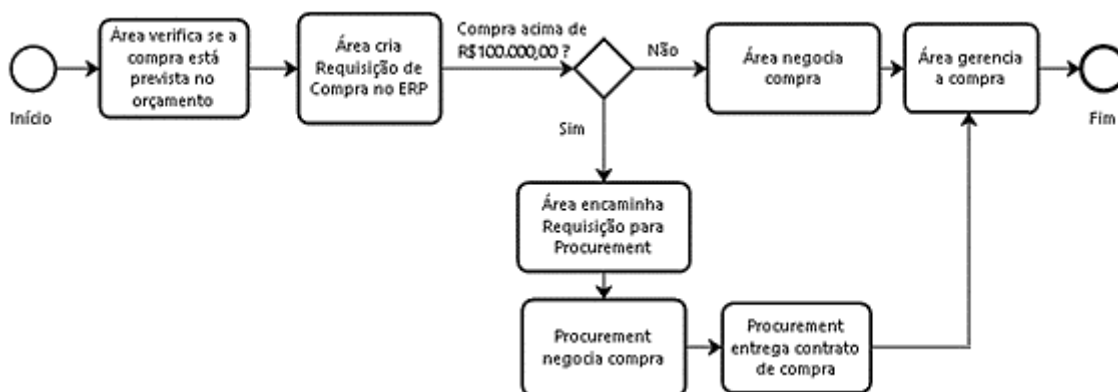 Início
Área verifica se a
compra está
prevista no
orçamento
Área cria
Requisição de
Compra no ERP
Compra acima de
R$100.000,00 ?
Não
Área negocia
compra
Área gerencia
a compra
Fim
Sim
Área encaminha
Requisição para
Procurement
Procurement
negocia compra
Procurement
entrega contrato
de compra